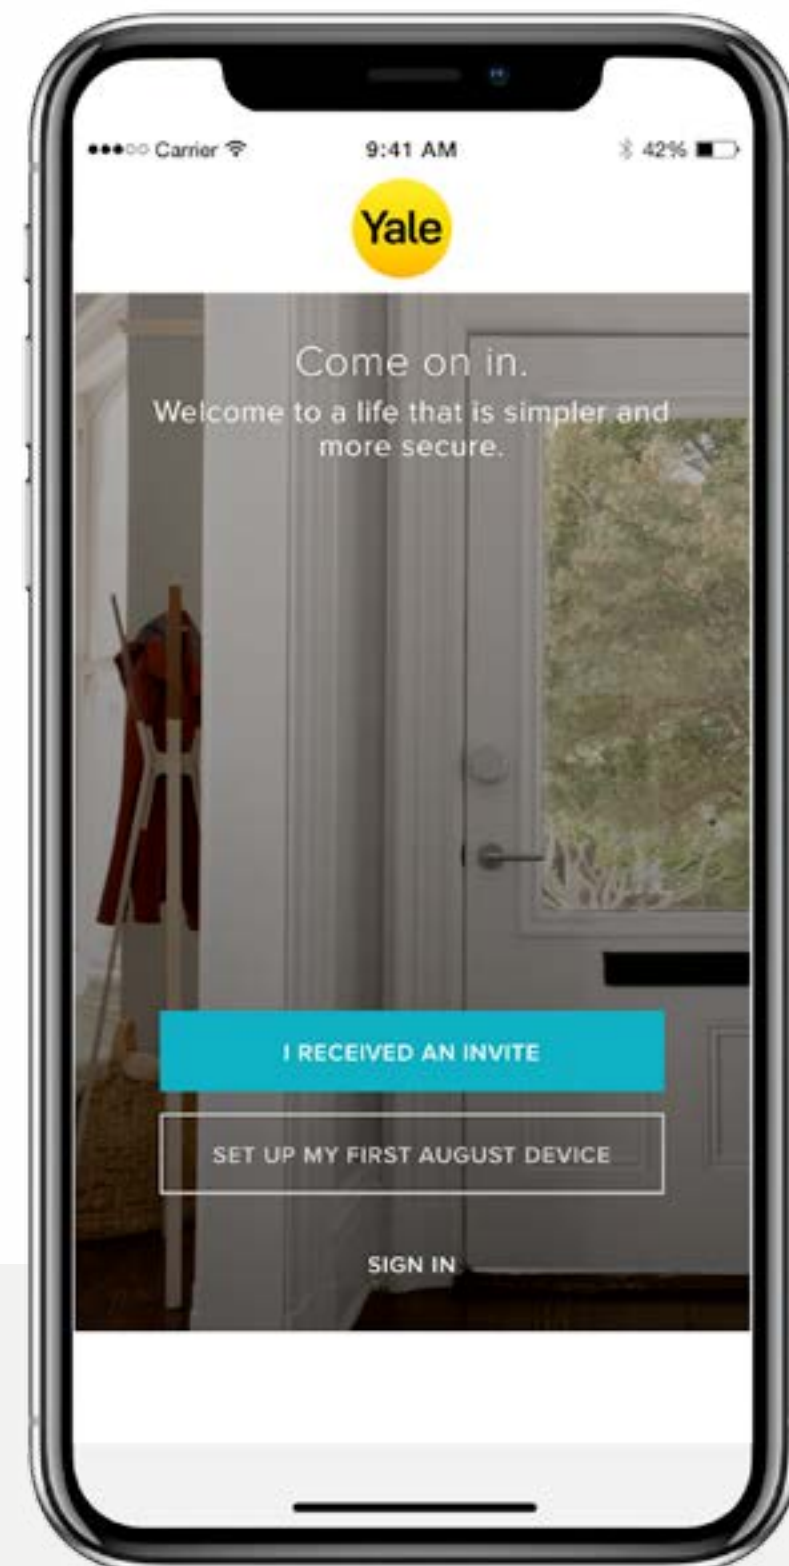 Carrier 9:41 AM 42%
Yale
Come on in.
Welcome to a life that is simpler and
more secure.
I RECEIVED AN INVITE
SET UP MY FIRST AUGUST DEVICE
SIGN IN